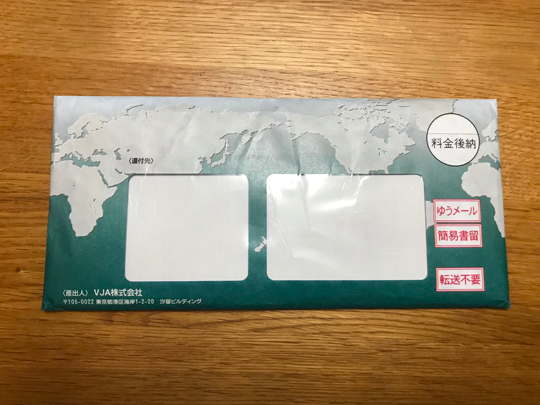 料金後納
〈還付先〉
ゆうメール
簡易書留
転送不要
〈差出人〉 VJA株式会社
〒105-0022 東京都港区海岸1-2-20 汐留ビルディング